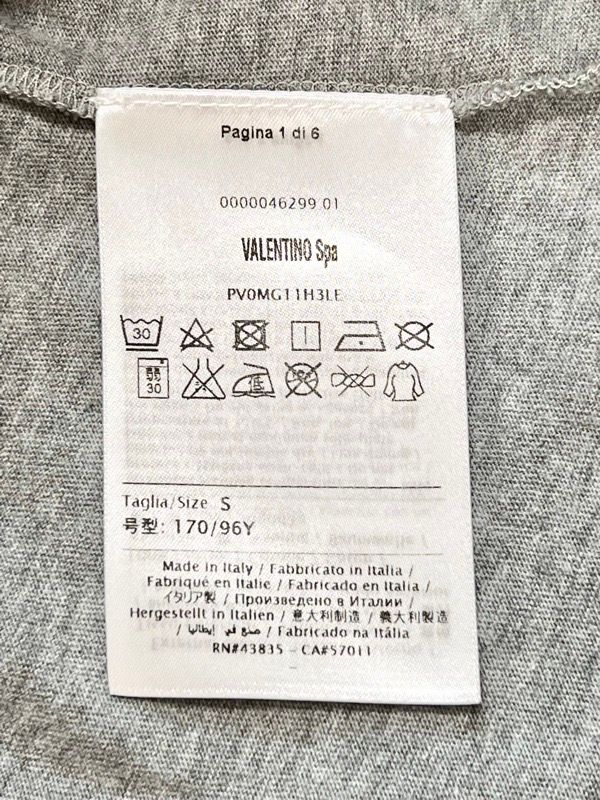 Pagina 1 di 6
0000046299 01
VALENTINO Spa
PV0MG11H3LE
30
弱
30
低
Taglia/Size S
号型: 170/96Y
Made in Italy / Fabbricato in Italia /
Fabriqué en Italie / Fabricado en Italia /
イタリア製 / Произведено в Италии /
Hergestellt in Italien / 意大利制造 / 義大利製造
/ صنع في إيطاليا / Fabricado na Itália
RN#43835 - CA#57011